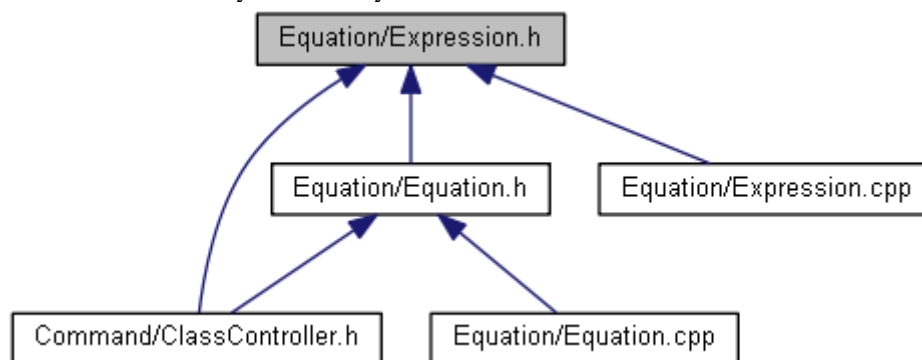 Equation/Expression.h
Equation/Equation.h
Equation/Expression.cpp
Command/ClassController.h
Equation/Equation.cpp